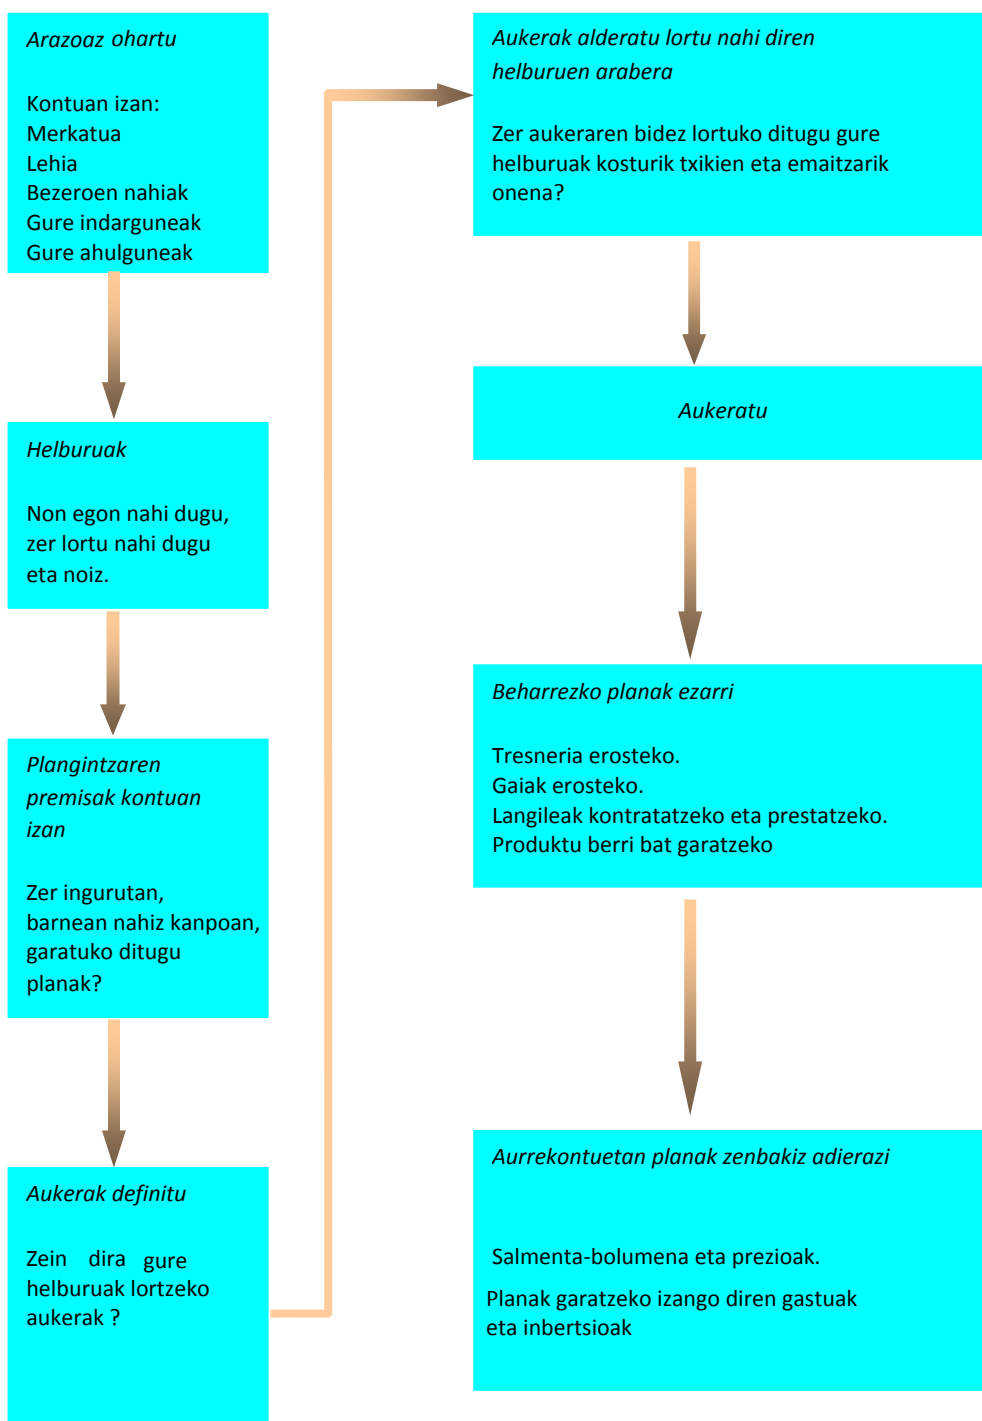 Arazoaz ohartu
Kontuan izan:
Merkatua
Lehia
Bezeroen nahiak
Gure indarguneak
Gure ahulguneak
Helburuak
Non egon nahi dugu,
zer lortu nahi dugu
eta noiz.
Plangintzaren
premisak kontuan
izan
Zer ingurutan,
barnean nahiz kanpoan,
garatuko ditugu
planak?
Aukerak definitu
Zein dira gure
helburuak lortzeko
aukerak ?
Aukerak alderatu lortu nahi diren
helburuen arabera
Zer aukeraren bidez lortuko ditugu gure
helburuak kosturik txikien eta emaitzarik
onena?
Aukeratu
Beharrezko planak ezarri
Tresneria erosteko.
Gaiak erosteko.
Langileak kontratatzeko eta prestatzeko.
Produktu berri bat garatzeko
Aurrekontuetan planak zenbakiz adierazi
Salmenta-bolumena eta prezioak.
Planak garatzeko izango diren gastuak
eta inbertsioak